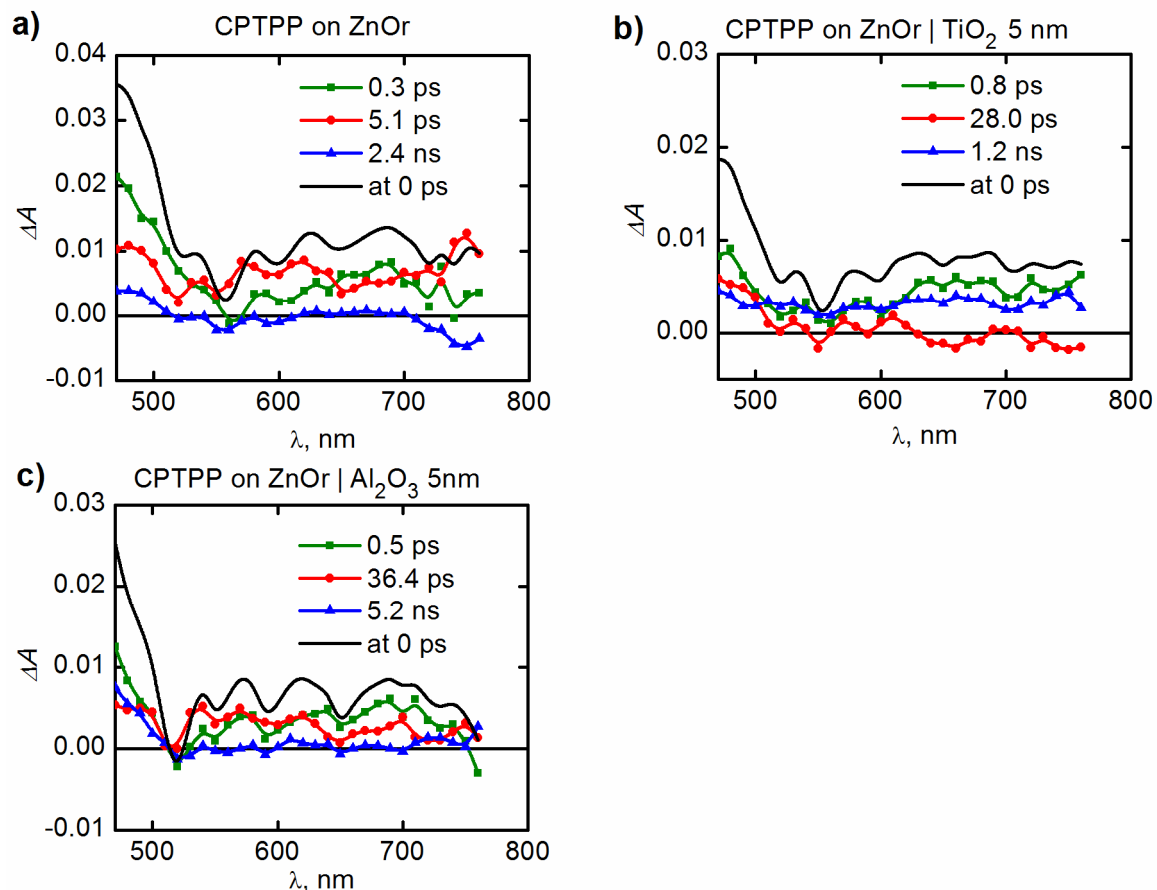 a)
CPTPP on ZnOr
0.04
0.03
0.02
0.01
0.00
-0.01
ΔA
0.3 ps
5.1 ps
2.4 ns
at 0 ps
500
600
700
800
λ, nm
b)
CPTPP on ZnOr | TiO₂ 5 nm
0.03
0.02
0.01
0.00
ΔA
0.8 ps
28.0 ps
1.2 ns
at 0 ps
500
600
700
800
λ, nm
c)
CPTPP on ZnOr | Al₂O₃ 5nm
0.03
0.02
0.01
0.00
-0.01
ΔA
0.5 ps
36.4 ps
5.2 ns
at 0 ps
500
600
700
800
λ, nm